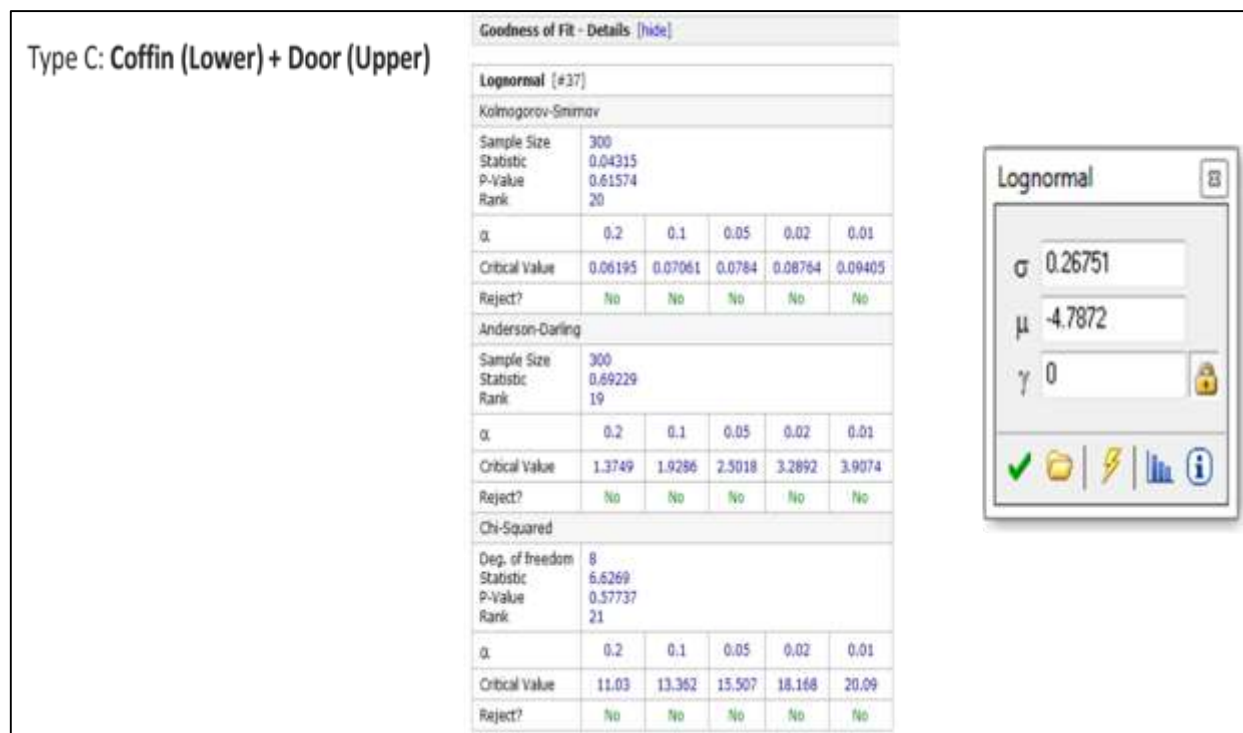 Type C: Coffin (Lower) + Door (Upper)
Goodness of Fit - Details [hide]
Lognormal [#37]
Kolmogorov-Smirnov
Sample Size 300
Statistic 0.04315
P-Value 0.61574
Rank 20
α 0.2 0.1 0.05 0.02 0.01
Critical Value 0.06195 0.07061 0.0784 0.08764 0.09405
Reject? No No No No No
Anderson-Darling
Sample Size 300
Statistic 0.69229
Rank 19
α 0.2 0.1 0.05 0.02 0.01
Critical Value 1.3749 1.9286 2.5018 3.2892 3.9074
Reject? No No No No No
Chi-Squared
Deg. of freedom 8
Statistic 6.6269
P-Value 0.57737
Rank 21
α 0.2 0.1 0.05 0.02 0.01
Critical Value 11.03 13.362 15.507 18.168 20.09
Reject? No No No No No
Lognormal
σ 0.26751
μ -4.7872
γ 0